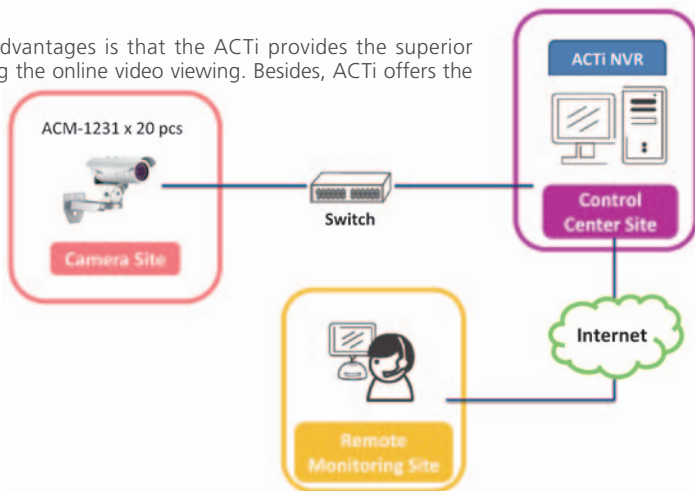 dvantages is that the ACTi provides the superior
g the online video viewing. Besides, ACTi offers the
ACTi NVR
ACM-1231 x 20 pcs
Switch
Control
Center Site
Camera Site
Internet
Remote
Monitoring Site